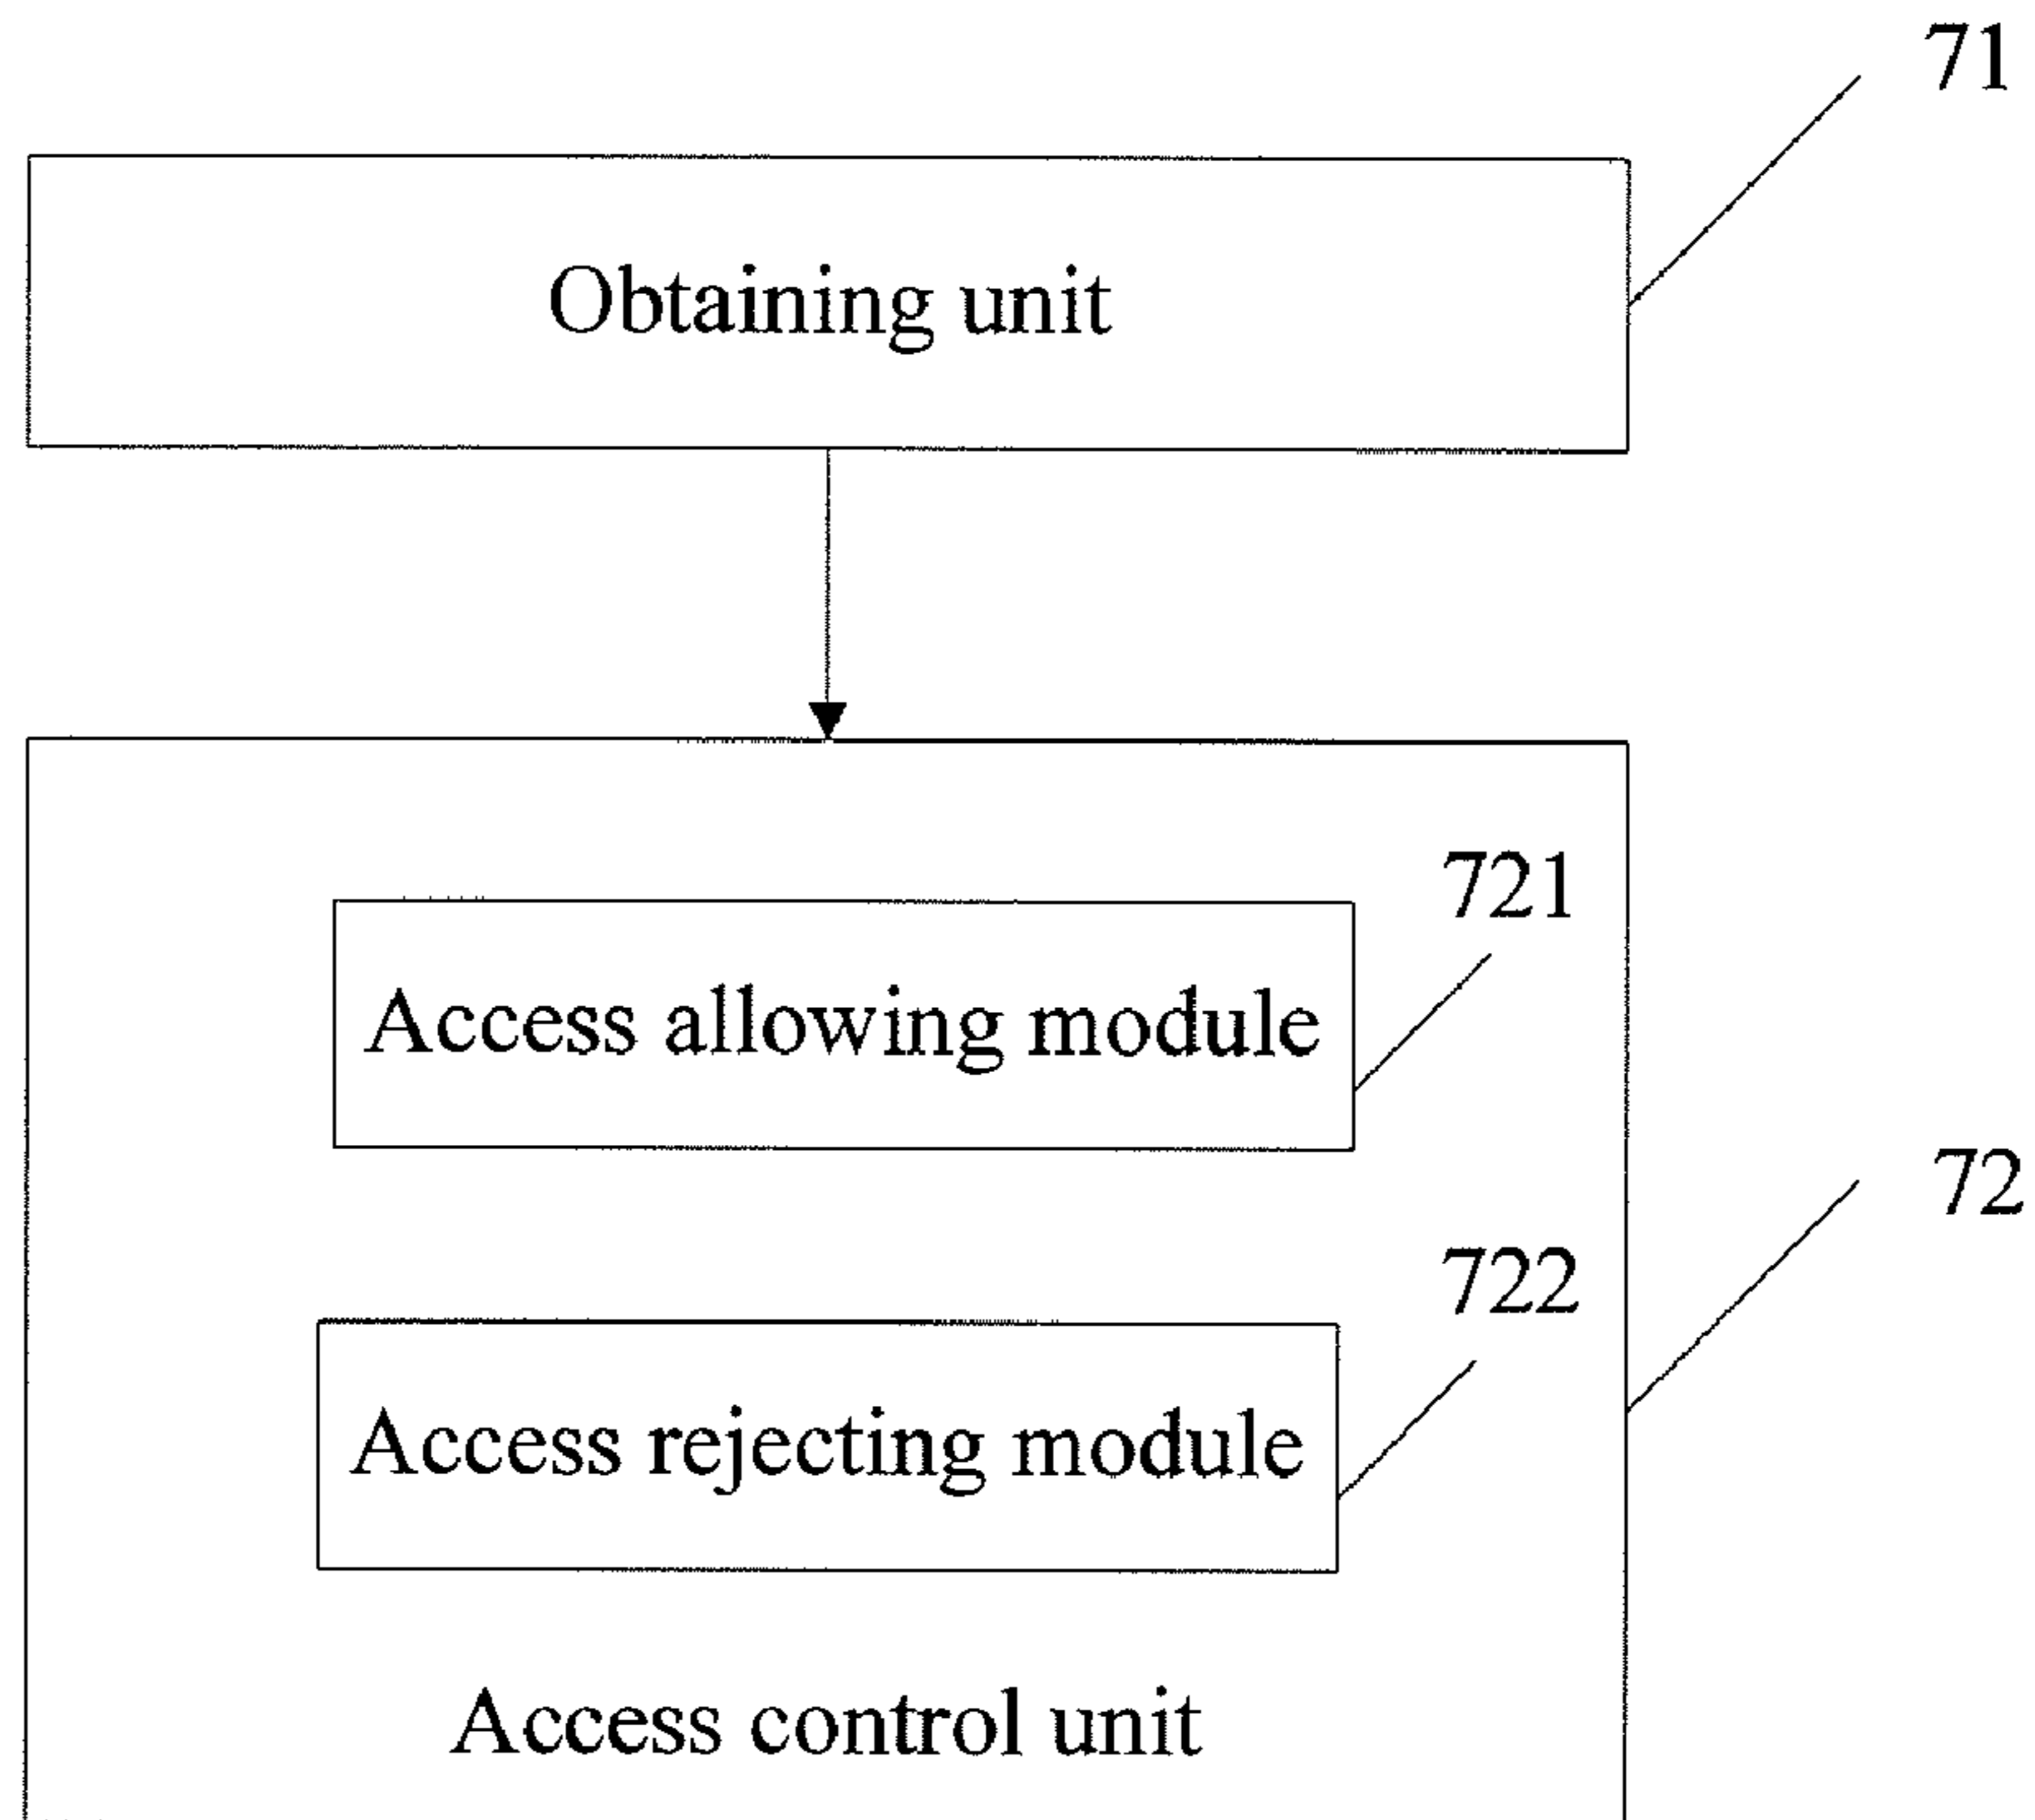 71
Obtaining unit
721
Access allowing module
72
722
Access rejecting module
Access control unit